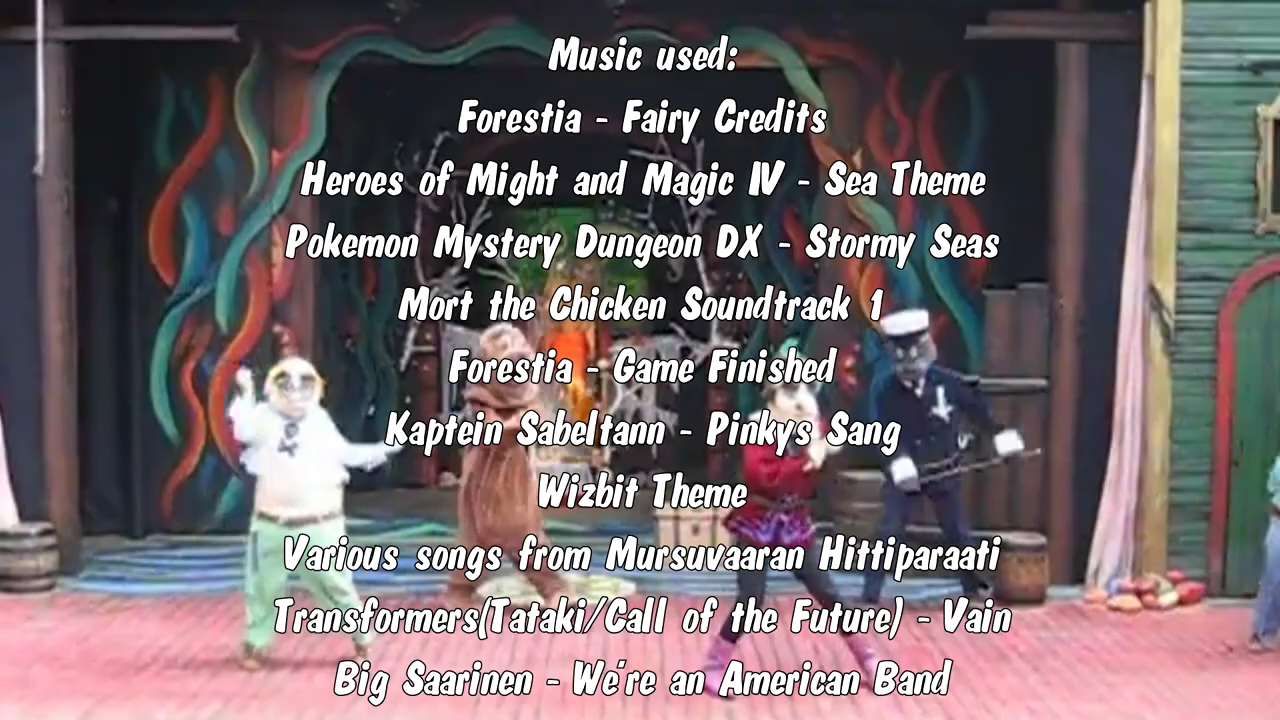 Music used:
Forestia - Fairy Credits
Heroes of Might and Magic IV - Sea Theme
Pokemon Mystery Dungeon DX - Stormy Seas
Mort the Chicken Soundtrack 1
Forestia - Game Finished
Kaptein Sabeltann - Pinkys Sang
Wizbit Theme
Various songs from Mursuvaaran Hittiparaati
Transformers(Tataki/Call of the Future) - Vain
Big Saarinen - We're an American Band